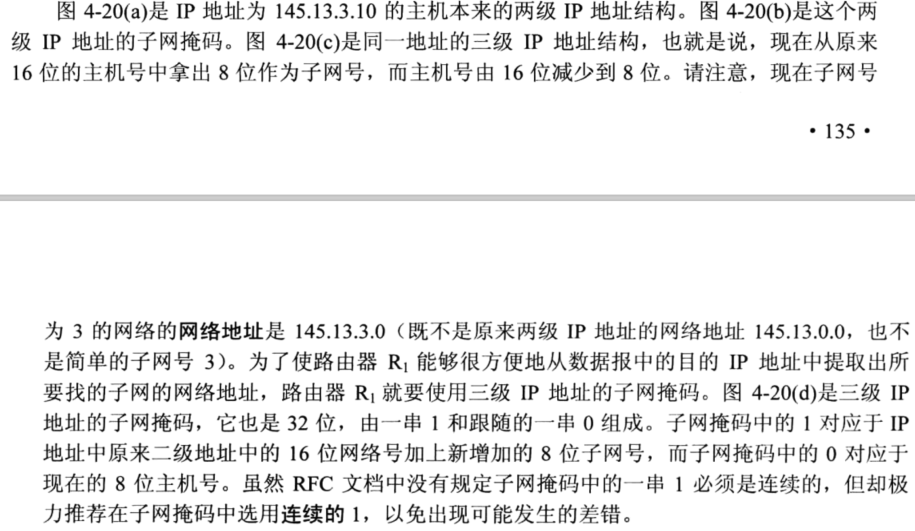 图 4-20(a)是 IP 地址为 145.13.3.10 的主机本来的两级 IP 地址结构。图 4-20(b)是这个两
级 IP 地址的子网掩码。图 4-20(c)是同一地址的三级 IP 地址结构，也就是说，现在从原来
16 位的主机号中拿出 8 位作为子网号，而主机号由 16 位减少到 8 位。请注意，现在子网号
• 135 •
为 3 的网络的网络地址是 145.13.3.0（既不是原来两级 IP 地址的网络地址 145.13.0.0，也不
是简单的子网号 3）。为了使路由器 R₁ 能够很方便地从数据报中的目的 IP 地址中提取出所
要找的子网的网络地址，路由器 R₁ 就要使用三级 IP 地址的子网掩码。图 4-20(d)是三级 IP
地址的子网掩码，它也是 32 位，由一串 1 和跟随的一串 0 组成。子网掩码中的 1 对应于 IP
地址中原来二级地址中的 16 位网络号加上新增加的 8 位子网号，而子网掩码中的 0 对应于
现在的 8 位主机号。虽然 RFC 文档中没有规定子网掩码中的一串 1 必须是连续的，但却极
力推荐在子网掩码中选用连续的 1，以免出现可能发生的差错。